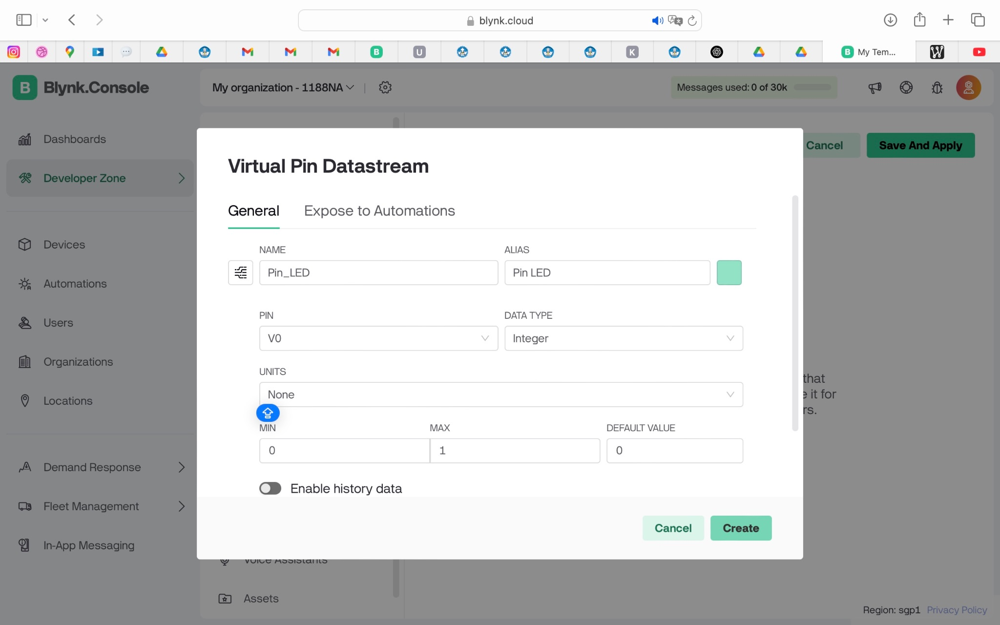 blynk.cloud
B
U
K
B My Tem...
B Blynk.Console
My organization - 1188NA
Messages used: 0 of 30k
Dashboards
Developer Zone
Devices
Automations
Users
Organizations
Locations
Demand Response
Fleet Management
In-App Messaging
Cancel
Save And Apply
Virtual Pin Datastream
General
Expose to Automations
NAME
ALIAS
Pin_LED
Pin LED
PIN
DATA TYPE
V0
Integer
UNITS
None
MIN
MAX
DEFAULT VALUE
0
1
0
Enable history data
Cancel
Create
that
e it for
rs.
Voice Assistants
Assets
Region: sgp1 Privacy Policy